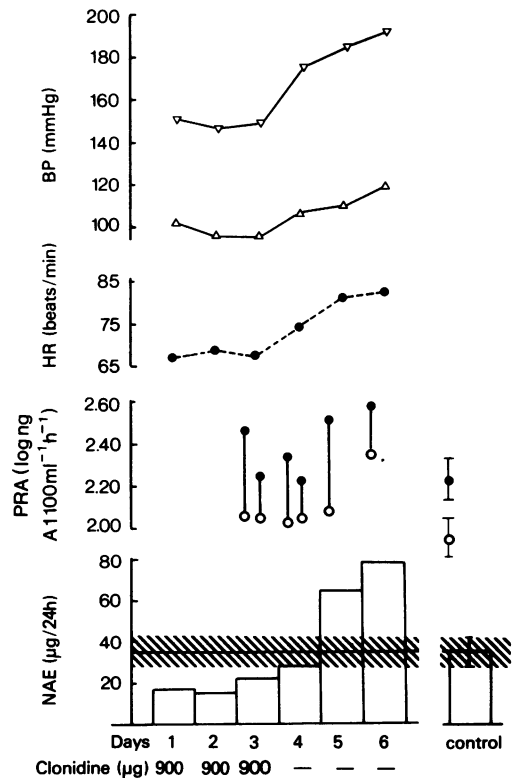 200
180
160
140
120
100
BP (mmHg)
85
75
65
HR (beats/min)
2.60
2.40
2.20
2.00
PRA (log ng
A1100ml⁻¹h⁻¹)
80
60
40
20
NAE (µg/24h)
Days 1 2 3 4 5 6 control
Clonidine (µg) 900 900 900 — — —